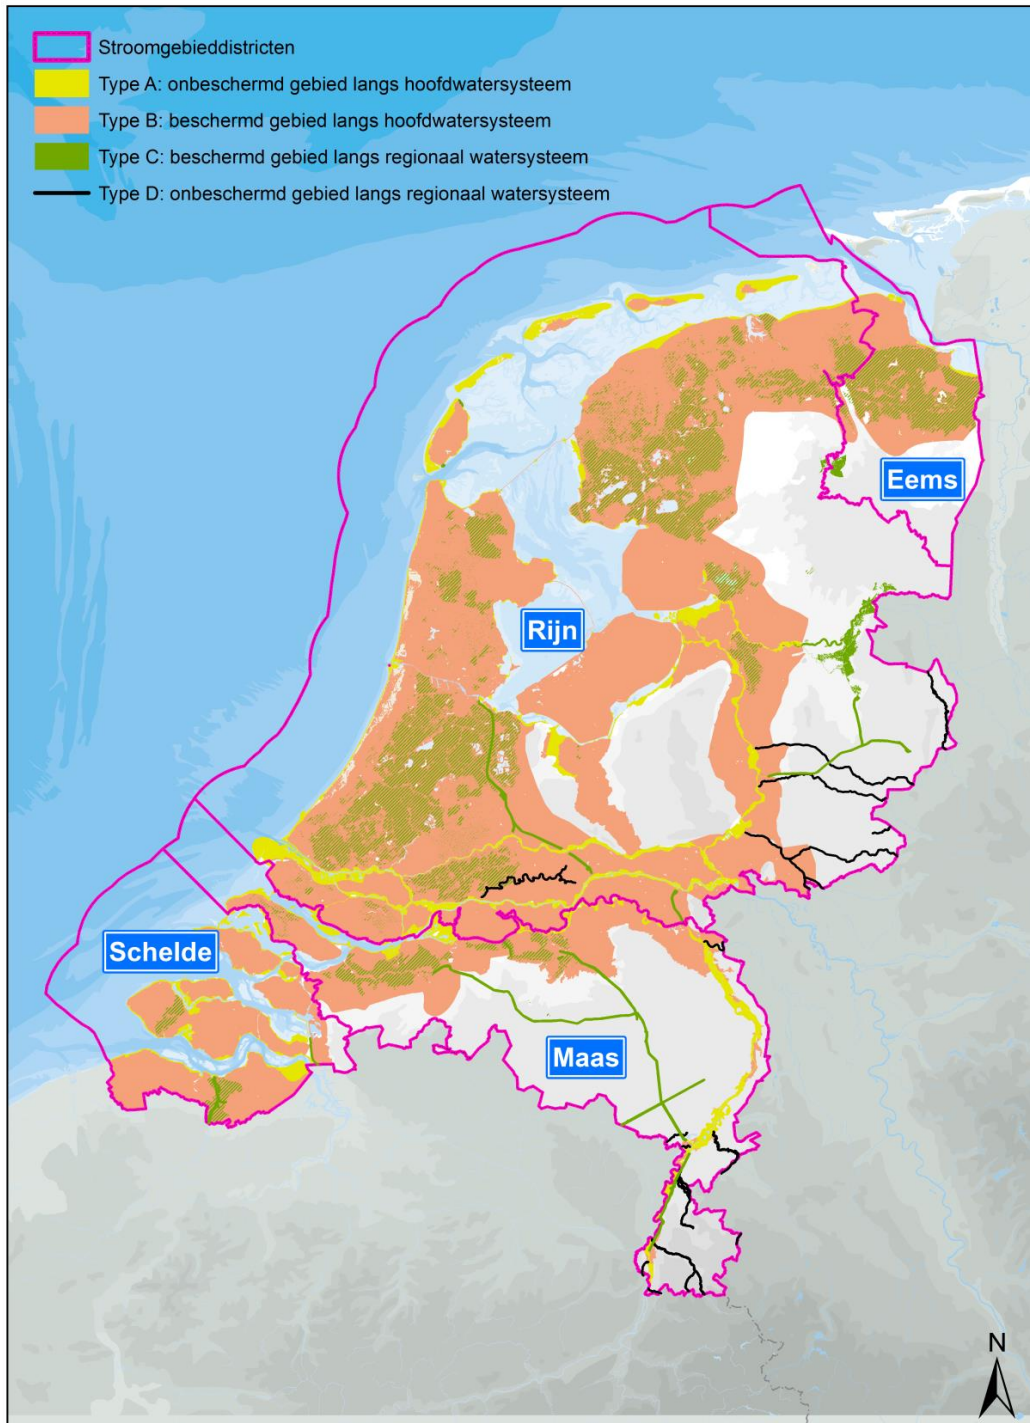 Stroomgebieddistricten
Type A: onbeschermd gebied langs hoofdwatersysteem
Type B: beschermd gebied langs hoofdwatersysteem
Type C: beschermd gebied langs regionaal watersysteem
Type D: onbeschermd gebied langs regionaal watersysteem
Eems
Rijn
Schelde
Maas
N